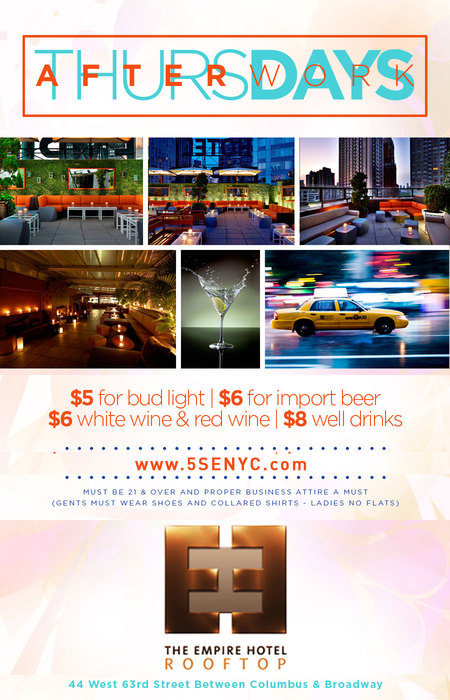 THURSDAYS
AFTERWORK
$5 for bud light | $6 for import beer
$6 white wine & red wine | $8 well drinks
www.5SENYC.com
MUST BE 21 & OVER AND PROPER BUSINESS ATTIRE A MUST
(GENTS MUST WEAR SHOES AND COLLARED SHIRTS - LADIES NO FLATS)
THE EMPIRE HOTEL
ROOFTOP
44 West 63rd Street Between Columbus & Broadway